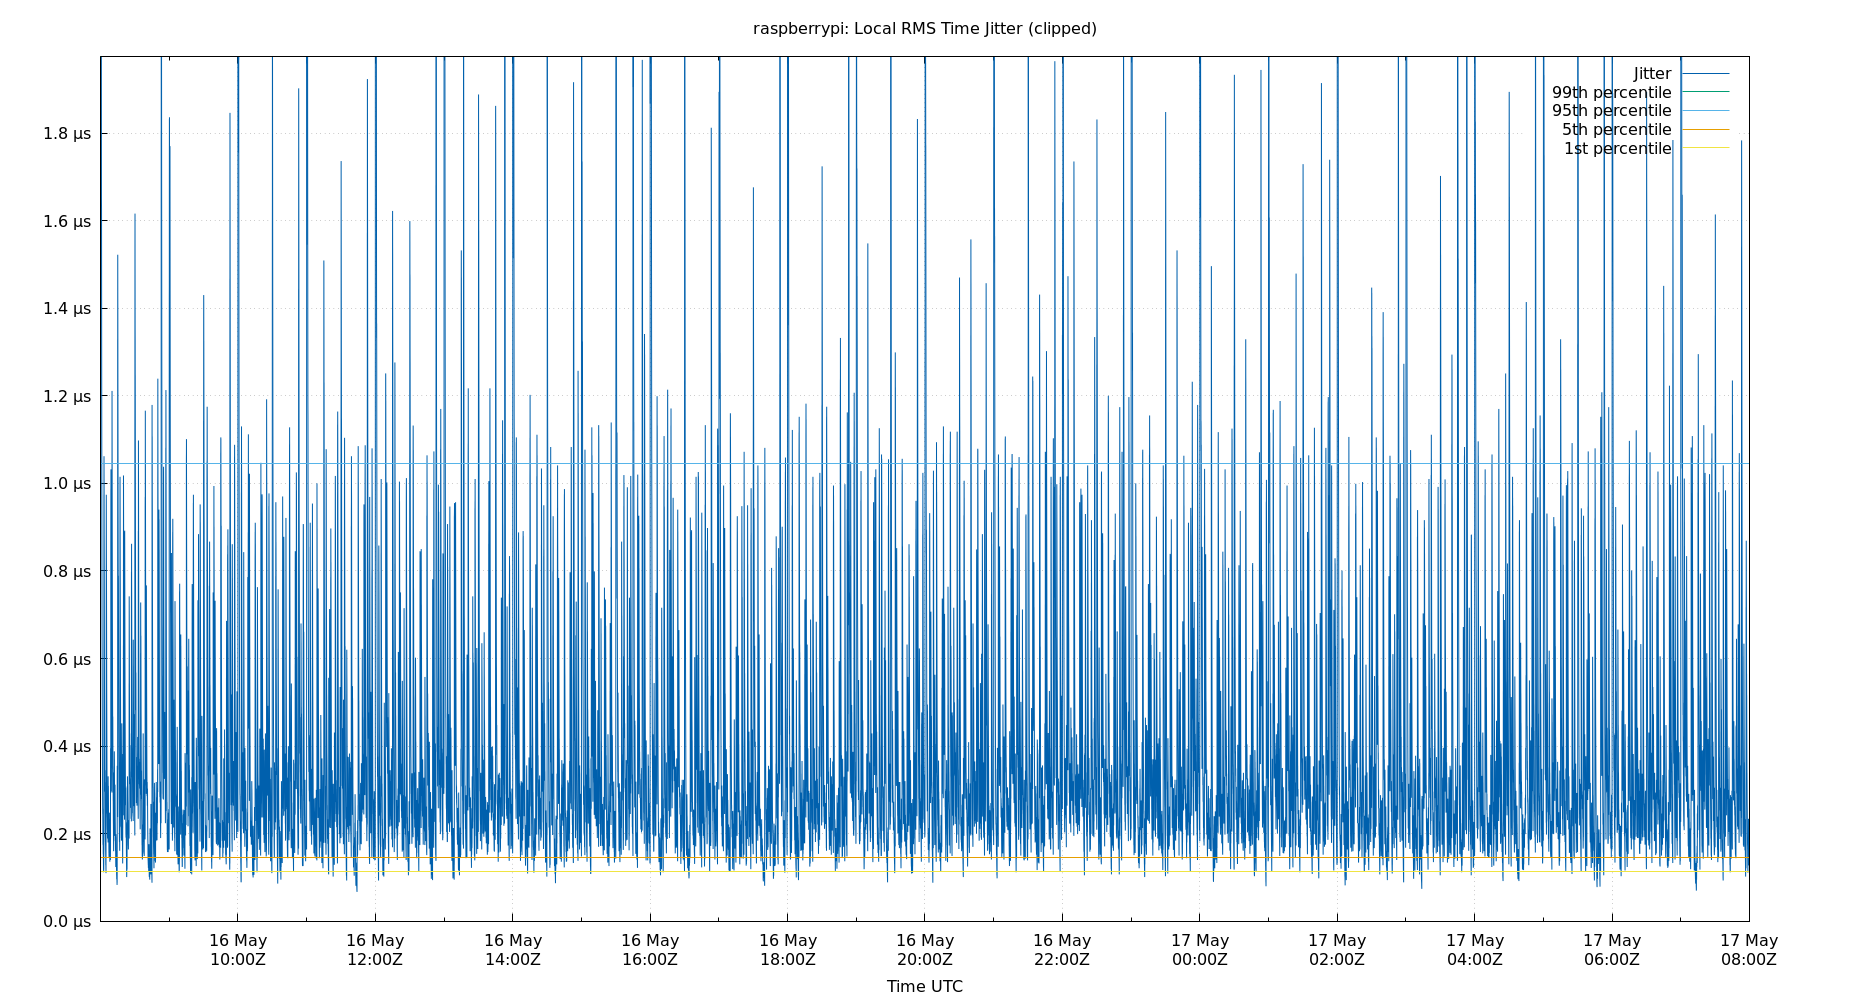 raspberrypi: Local RMS Time Jitter (clipped)
Jitter
99th percentile
95th percentile
5th percentile
1st percentile
1.8 µs
1.6 µs
1.4 µs
1.2 µs
1.0 µs
0.8 µs
0.6 µs
0.4 µs
0.2 µs
0.0 µs
16 May 16 May 16 May 16 May 16 May 16 May 16 May 17 May 17 May 17 May 17 May 17 May
10:00Z 12:00Z 14:00Z 16:00Z 18:00Z 20:00Z 22:00Z 00:00Z 02:00Z 04:00Z 06:00Z 08:00Z
Time UTC